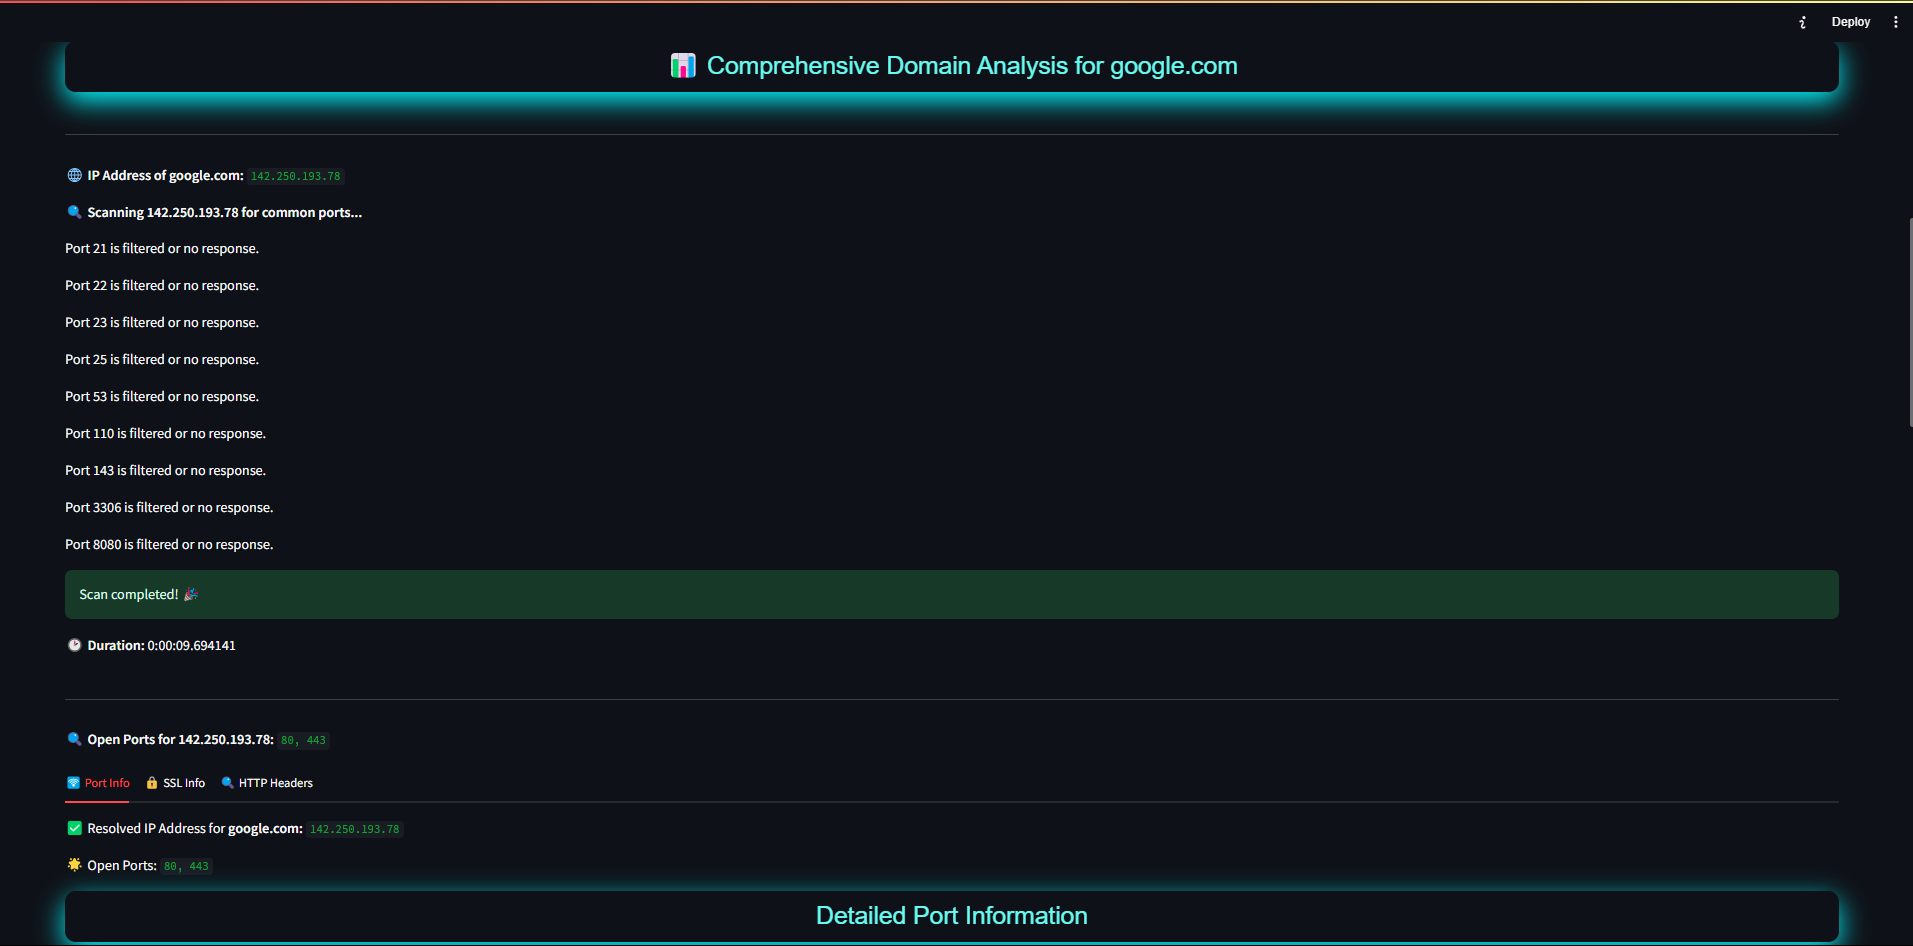 Deploy
Comprehensive Domain Analysis for google.com
IP Address of google.com: 142.250.193.78
Scanning 142.250.193.78 for common ports...
Port 21 is filtered or no response.
Port 22 is filtered or no response.
Port 23 is filtered or no response.
Port 25 is filtered or no response.
Port 53 is filtered or no response.
Port 110 is filtered or no response.
Port 143 is filtered or no response.
Port 3306 is filtered or no response.
Port 8080 is filtered or no response.
Scan completed! 🎉
Duration: 0:00:09.694141
Open Ports for 142.250.193.78: 80, 443
Port Info SSL Info HTTP Headers
Resolved IP Address for google.com: 142.250.193.78
Open Ports: 80, 443
Detailed Port Information